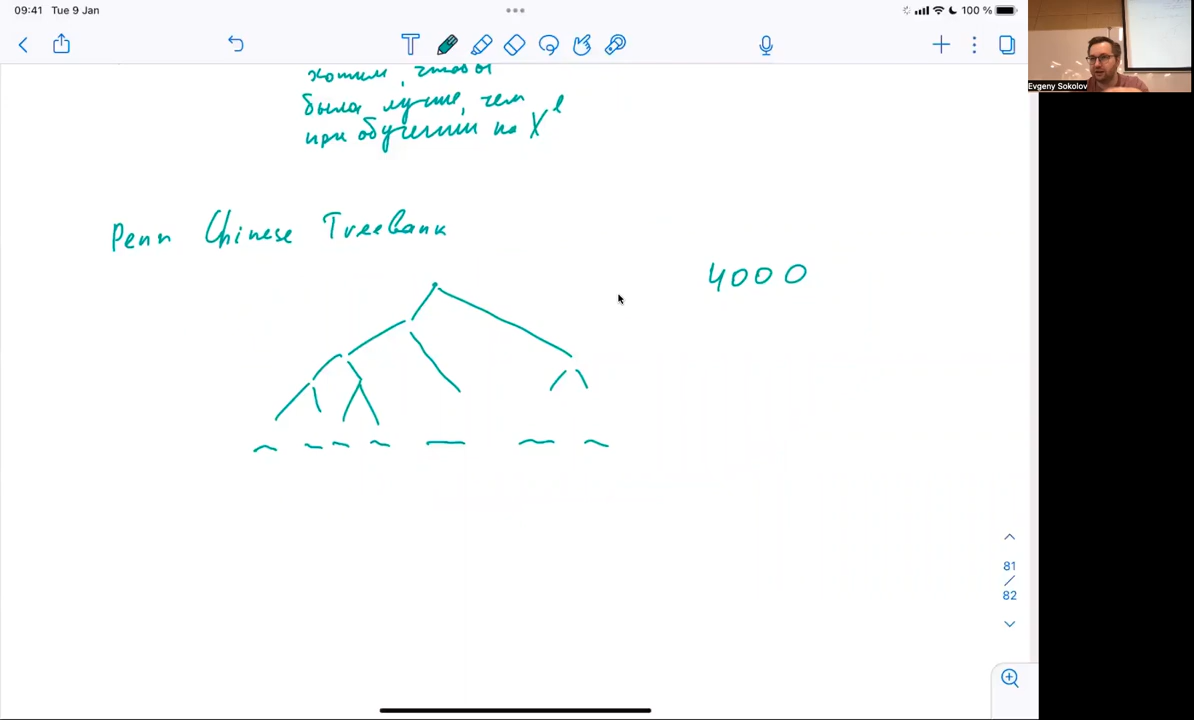 09:41 Tue 9 Jan
100 %
Evgeny Sokolov
хотим, чтобы
была лучше, чем
при обучении на X^l
Penn Chinese TreeBank
4000
81
/
82